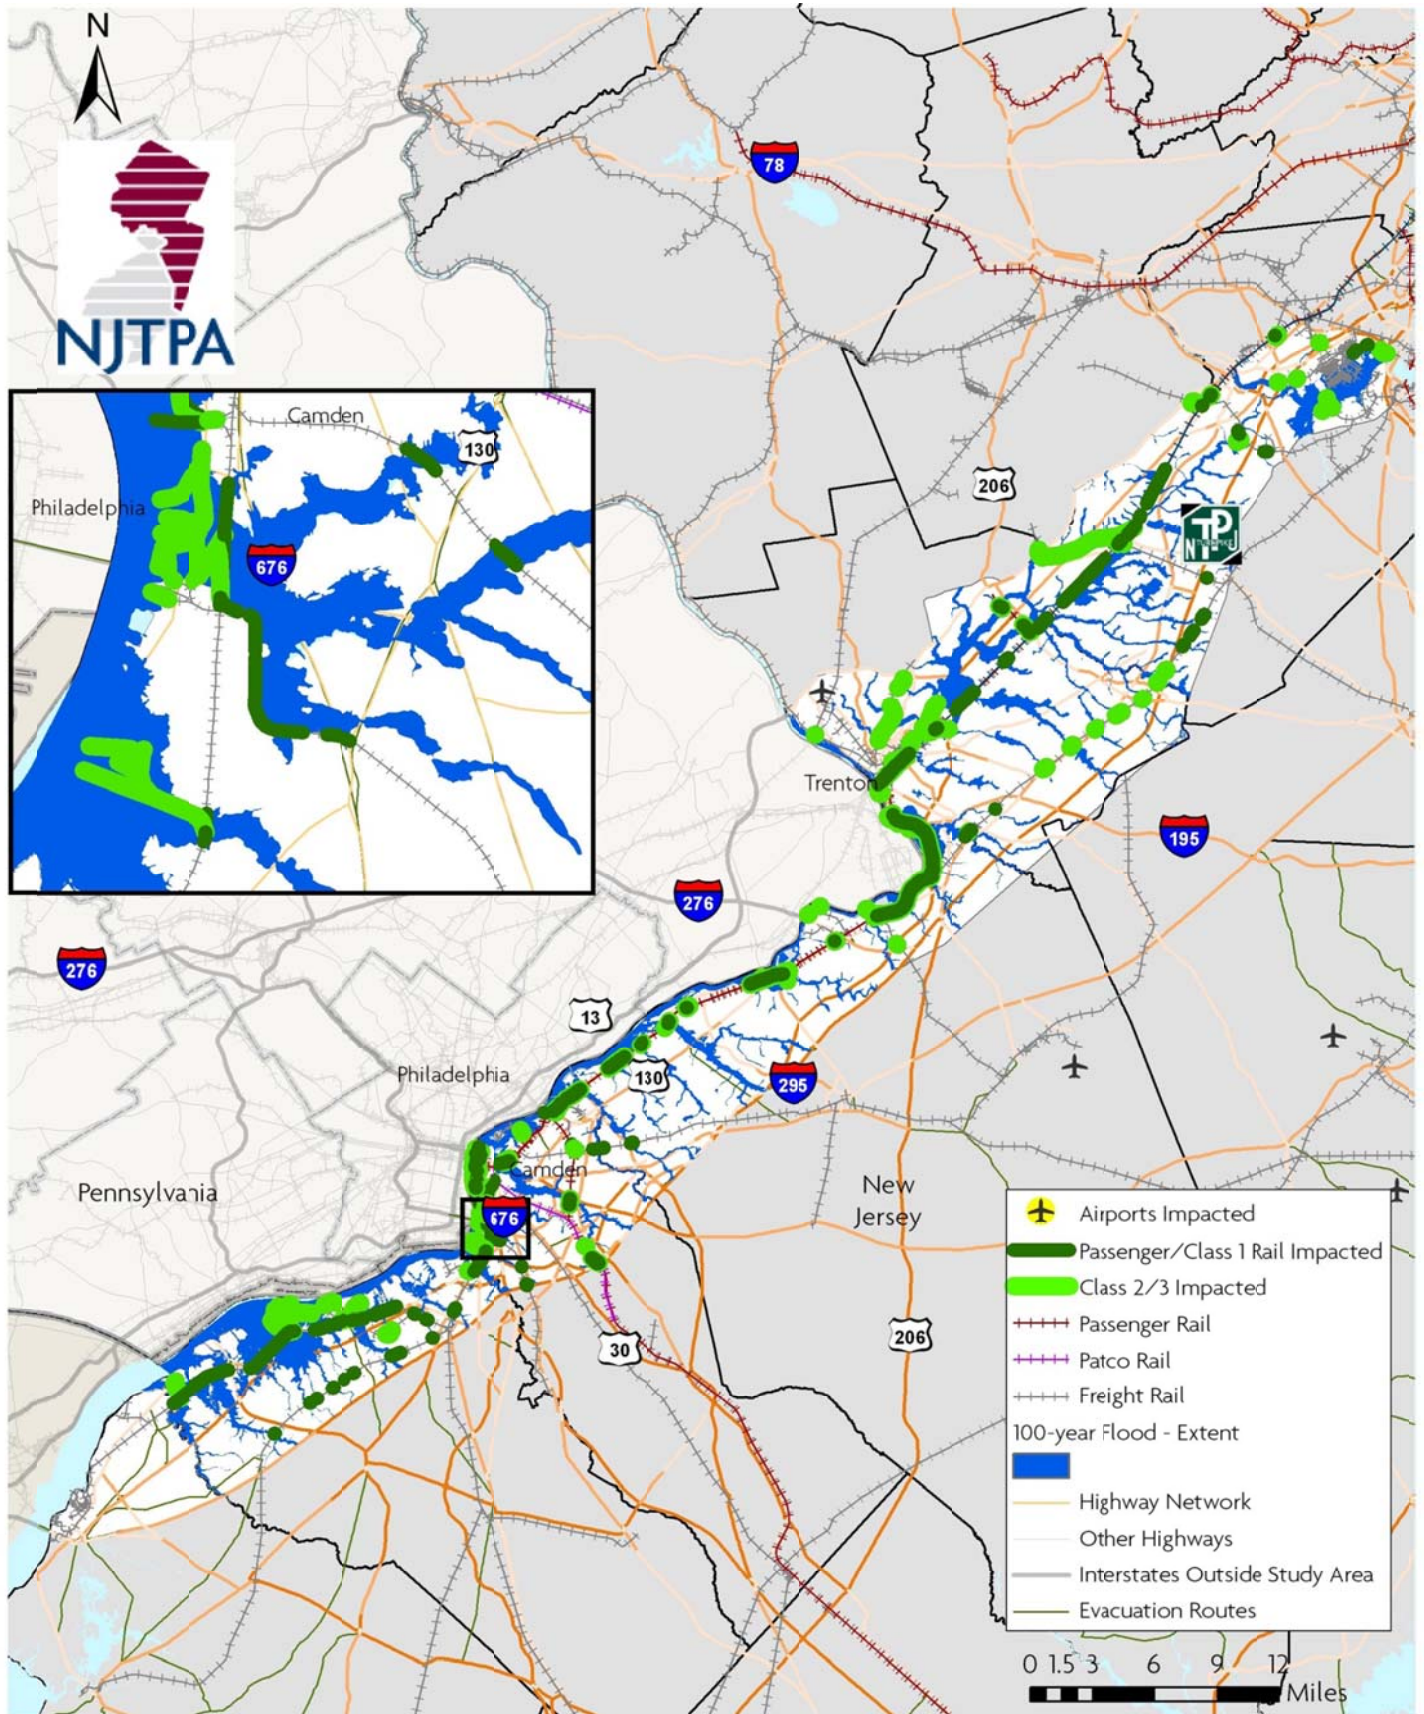 N
NJTPA
78
206
Camden
130
Philadelphia
676
NTPJ
TURNPIKE
Trenton
195
276
276
13
Philadelphia
130
295
Camden
Pennsylvania
676
New
Jersey
30
206
Airports Impacted
Passenger/Class 1 Rail Impacted
Class 2/3 Impacted
Passenger Rail
Patco Rail
Freight Rail
100-year Flood - Extent
Highway Network
Other Highways
Interstates Outside Study Area
Evacuation Routes
0 1.5 3 6 9 12
Miles